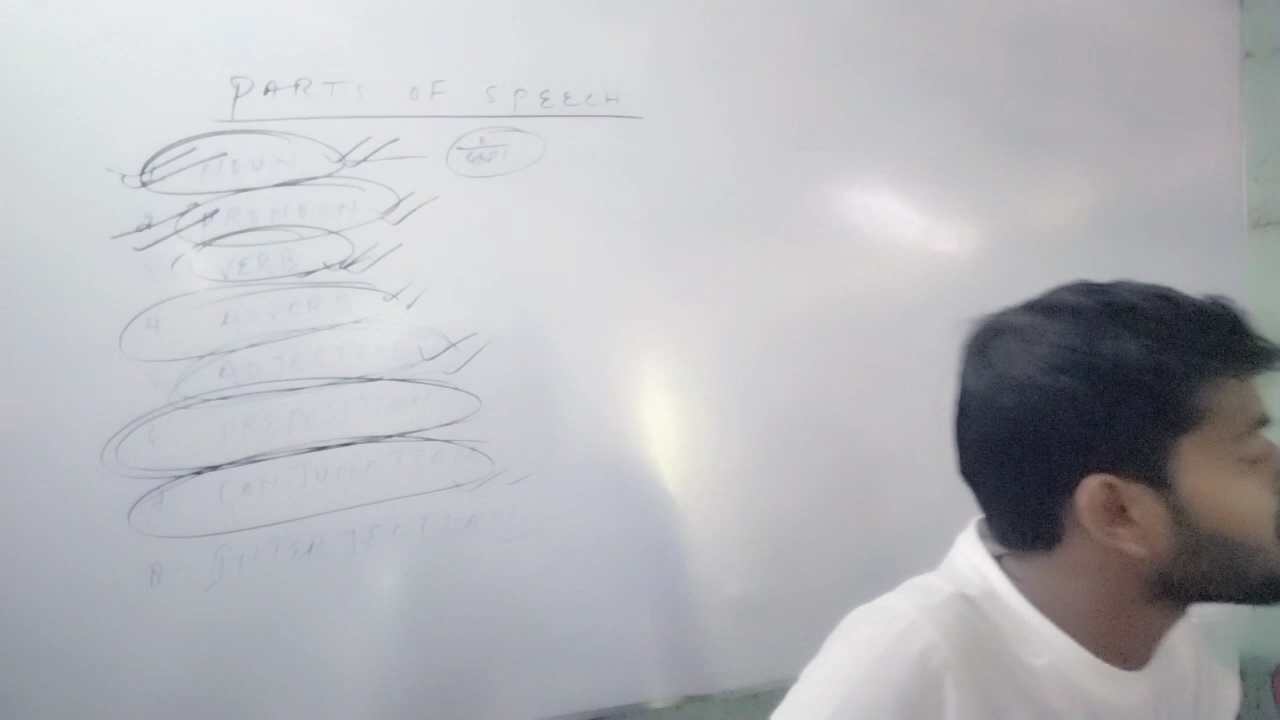 PARTS OF SPEECH
1 NOUN
2 PRONOUN
3 VERB
4 ADVERB
5 ADJECTIVE
6 PREPOSITION
7 CONJUNCTION
8 INTERJECTION